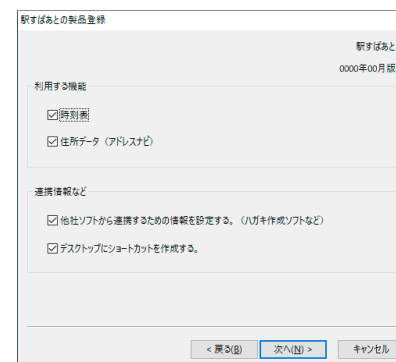 駅すぱあとの製品登録
駅すぱあと
0000年00月版
利用する機能
時刻表
住所データ（アドレスナビ）
連携情報など
他社ソフトから連携するための情報を設定する。（ハガキ作成ソフトなど）
デスクトップにショートカットを作成する。
< 戻る(B) 次へ(N) > キャンセル